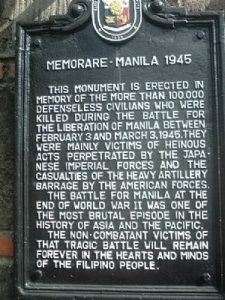 MEMORARE - MANILA 1945
THIS MONUMENT IS ERECTED IN
MEMORY OF THE MORE THAN 100,000
DEFENSELESS CIVILIANS WHO WERE
KILLED DURING THE BATTLE FOR
THE LIBERATION OF MANILA BETWEEN
FEBRUARY 3 AND MARCH 3, 1945. THEY
WERE MAINLY VICTIMS OF HEINOUS
ACTS PERPETRATED BY THE JAPA-
NESE IMPERIAL FORCES AND THE
CASUALTIES OF THE HEAVY ARTILLERY
BARRAGE BY THE AMERICAN FORCES.
THE BATTLE FOR MANILA AT THE
END OF WORLD WAR II WAS ONE OF
THE MOST BRUTAL EPISODE IN THE
HISTORY OF ASIA AND THE PACIFIC.
THE NON-COMBATANT VICTIMS OF
THAT TRAGIC BATTLE WILL REMAIN
FOREVER IN THE HEARTS AND MINDS
OF THE FILIPINO PEOPLE.